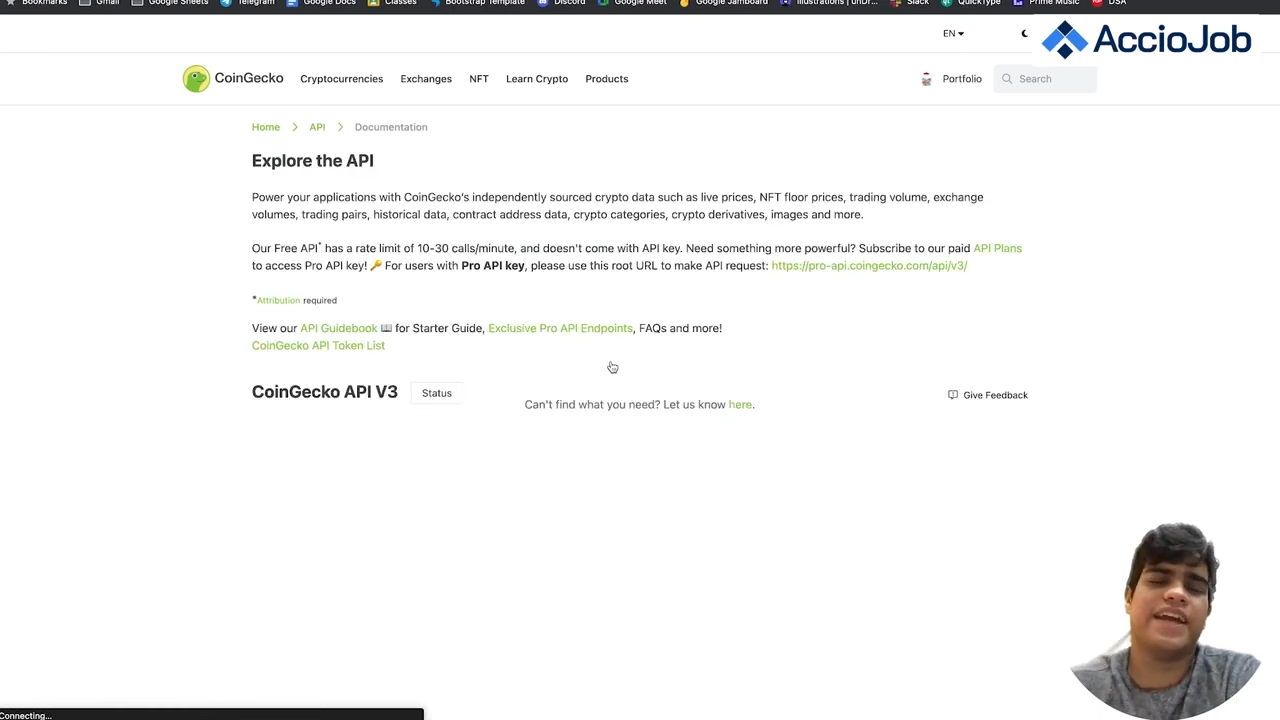 Bookmarks Gmail Google Sheets Telegram Google Docs Classes Bootstrap Template Discord Google Meet Google Jamboard Illustrations | unDr... Slack QuickType Prime Music DSA
EN
AccioJob
CoinGecko Cryptocurrencies Exchanges NFT Learn Crypto Products Portfolio Search
Home > API > Documentation
Explore the API
Power your applications with CoinGecko's independently sourced crypto data such as live prices, NFT floor prices, trading volume, exchange
volumes, trading pairs, historical data, contract address data, crypto categories, crypto derivatives, images and more.
Our Free API* has a rate limit of 10-30 calls/minute, and doesn't come with API key. Need something more powerful? Subscribe to our paid API Plans
to access Pro API key! 🔑 For users with Pro API key, please use this root URL to make API request: https://pro-api.coingecko.com/api/v3/
*Attribution required
View our API Guidebook 📖 for Starter Guide, Exclusive Pro API Endpoints, FAQs and more!
CoinGecko API Token List
CoinGecko API V3 Status
Give Feedback
Can't find what you need? Let us know here.
Connecting...